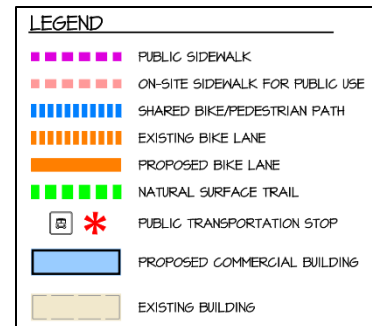 LEGEND
PUBLIC SIDEWALK
ON-SITE SIDEWALK FOR PUBLIC USE
SHARED BIKE/PEDESTRIAN PATH
EXISTING BIKE LANE
PROPOSED BIKE LANE
NATURAL SURFACE TRAIL
PUBLIC TRANSPORTATION STOP
PROPOSED COMMERCIAL BUILDING
EXISTING BUILDING